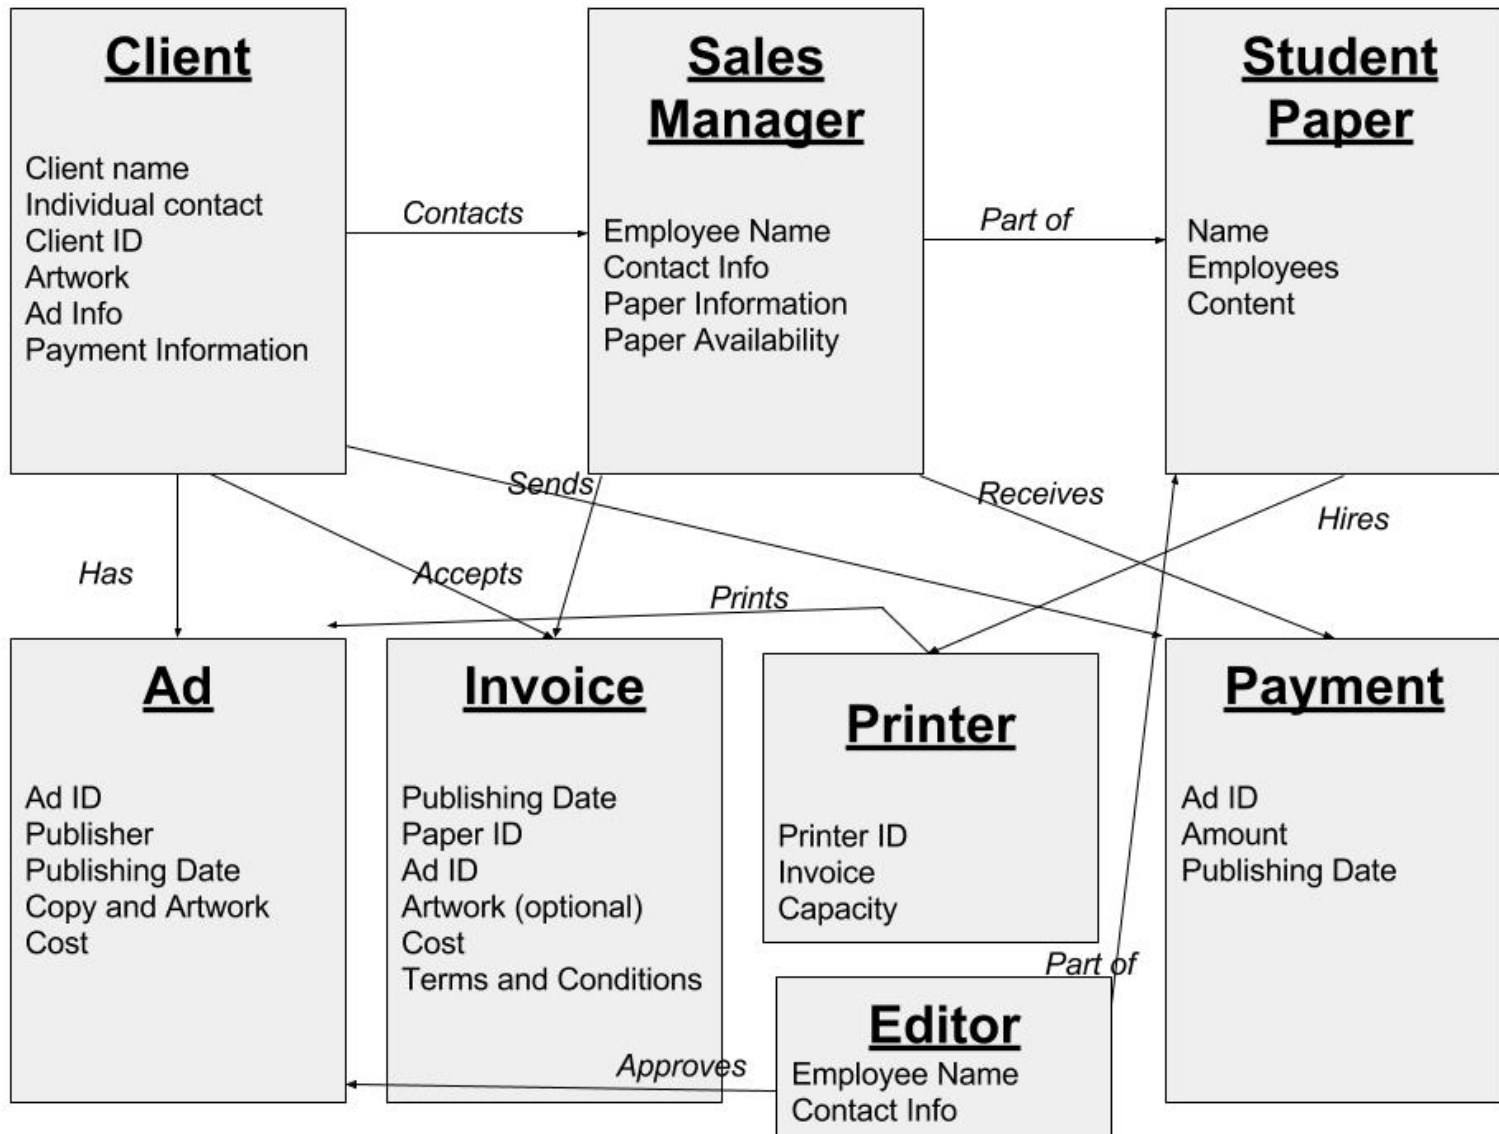 Client
Client name
Individual contact
Client ID
Artwork
Ad Info
Payment Information
Contacts
Sales
Manager
Employee Name
Contact Info
Paper Information
Paper Availability
Part of
Student
Paper
Name
Employees
Content
Sends
Receives
Hires
Has
Accepts
Prints
Ad
Ad ID
Publisher
Publishing Date
Copy and Artwork
Cost
Invoice
Publishing Date
Paper ID
Ad ID
Artwork (optional)
Cost
Terms and Conditions
Printer
Printer ID
Invoice
Capacity
Payment
Ad ID
Amount
Publishing Date
Part of
Approves
Editor
Employee Name
Contact Info